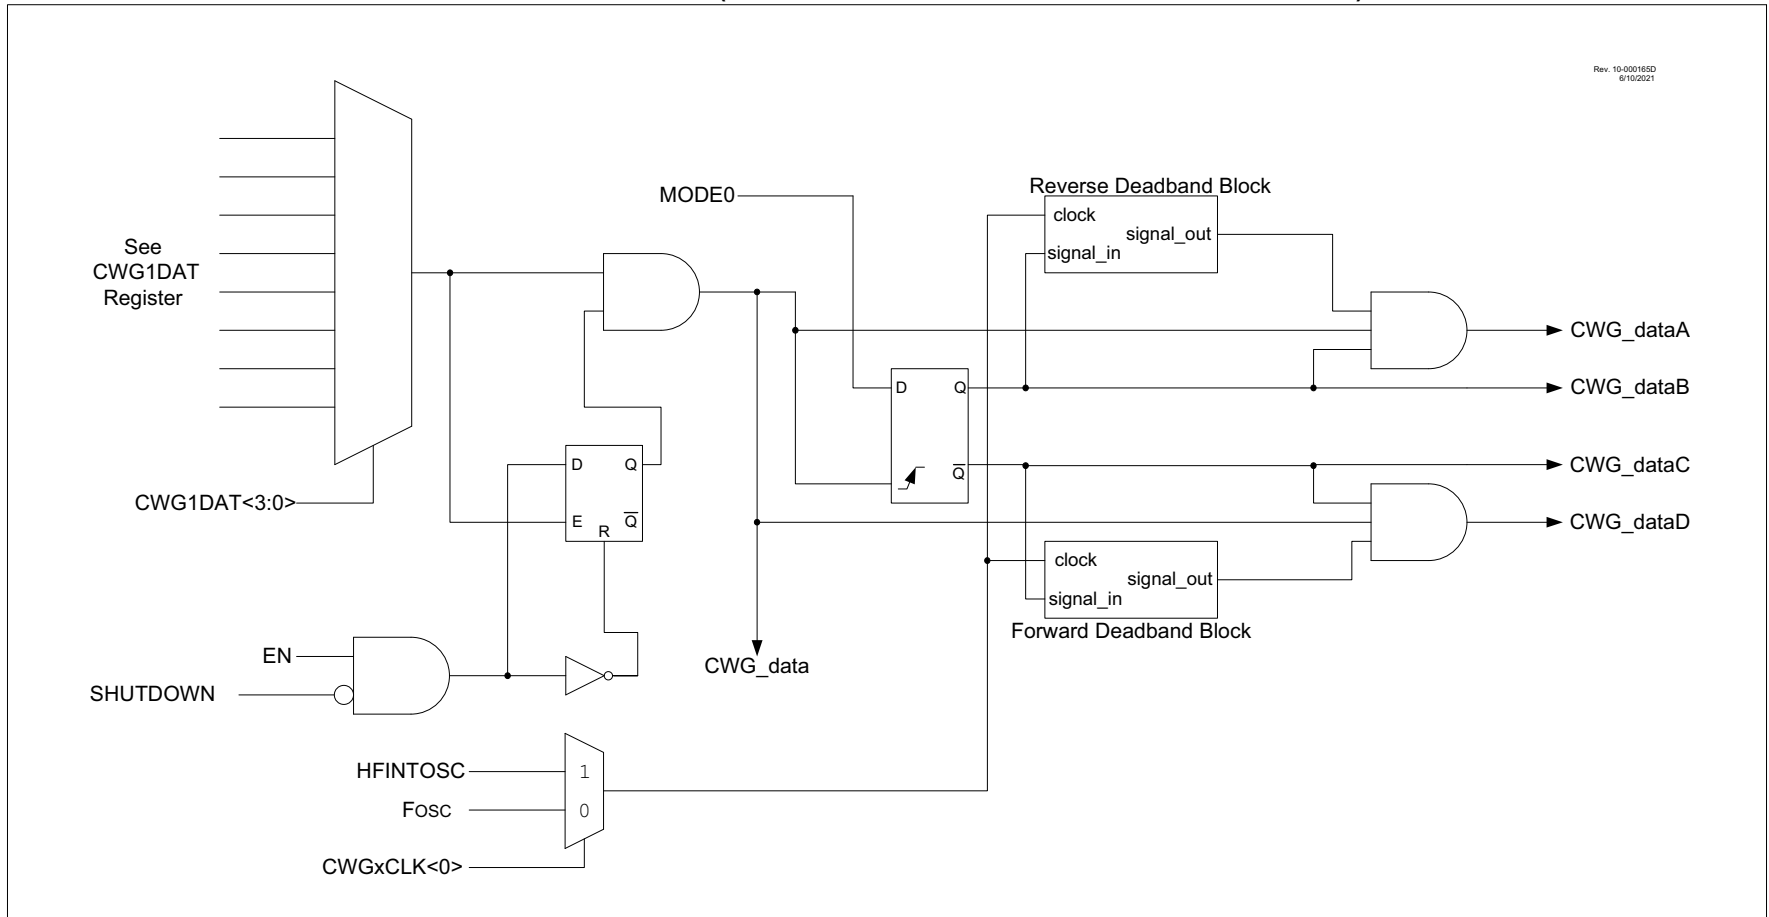 Rev. 10-000165D
6/10/2021
See
CWG1DAT
Register
CWG1DAT<3:0>
EN
SHUTDOWN
HFINTOSC
FOSC
CWGxCLK<0>
1
0
D
Q
E
R
Q
CWG_data
MODE0
D
Q
Q
Reverse Deadband Block
clock
signal_in
signal_out
clock
signal_in
signal_out
Forward Deadband Block
CWG_dataA
CWG_dataB
CWG_dataC
CWG_dataD